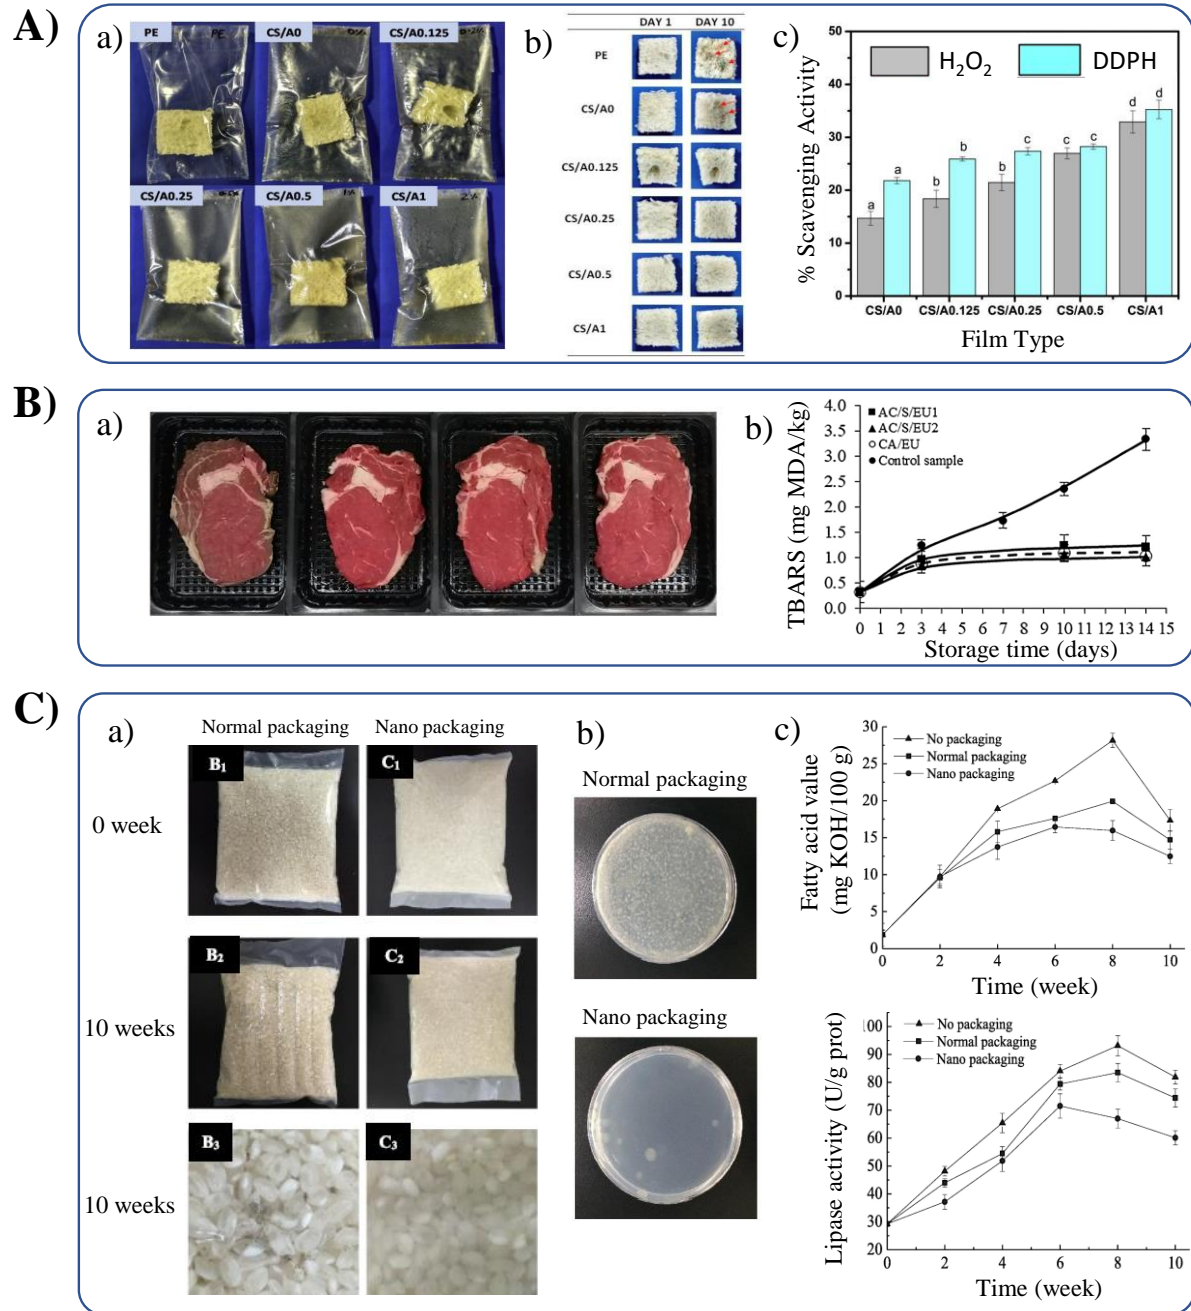 A)
a)
PE
PE
CS/A0
CS/A0.125
CS/A0.25
CS/A0.5
1%
CS/A1
2%
b)
DAY 1
DAY 10
PE
CS/A0
CS/A0.125
CS/A0.25
CS/A0.5
CS/A1
c)
% Scavenging Activity
50
40
30
20
10
0
H₂O₂
DDPH
a
a
b
b
b
c
c
c
d
d
CS/A0
CS/A0.125
CS/A0.25
CS/A0.5
CS/A1
Film Type
B)
a)
b)
TBARS (mg MDA/kg)
4.0
3.5
3.0
2.5
2.0
1.5
1.0
0.5
0.0
AC/S/EU1
AC/S/EU2
CA/EU
Control sample
0 1 2 3 4 5 6 7 8 9 10 11 12 13 14 15
Storage time (days)
C)
a)
Normal packaging
Nano packaging
0 week
B1
C1
10 weeks
B2
C2
10 weeks
B3
C3
b)
Normal packaging
Nano packaging
c)
Fatty acid value
(mg KOH/100 g)
30
25
20
15
10
5
0
No packaging
Normal packaging
Nano packaging
0 2 4 6 8 10
Time (week)
Lipase activity (U/g prot)
100
90
80
70
60
50
40
30
20
No packaging
Normal packaging
Nano packaging
0 2 4 6 8 10
Time (week)